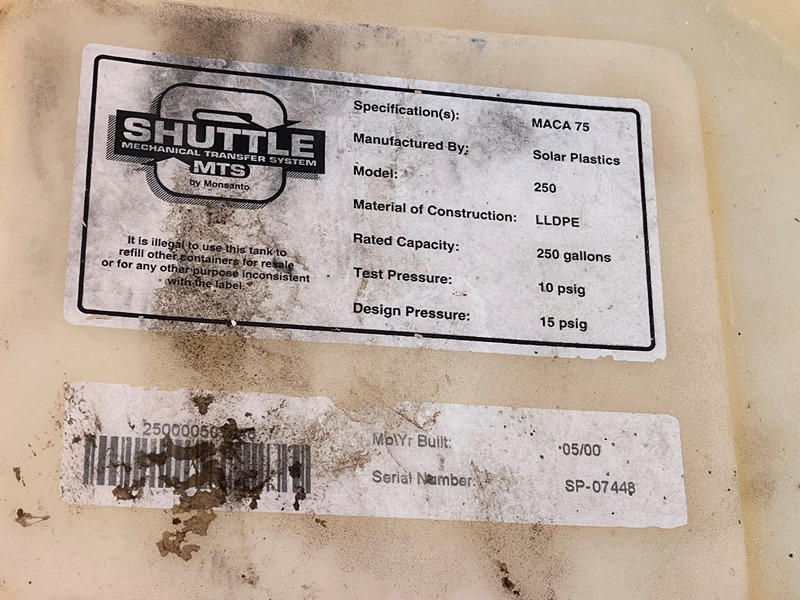 SHUTTLE
MECHANICAL TRANSFER SYSTEM
MTS
by Monsanto
It is illegal to use this tank to
refill other containers for resale
or for any other purpose inconsistent
with the label.
Specification(s): MACA 75
Manufactured By: Solar Plastics
Model: 250
Material of Construction: LLDPE
Rated Capacity: 250 gallons
Test Pressure: 10 psig
Design Pressure: 15 psig
Mo\Yr Built: 05/00
Serial Number SP-07448